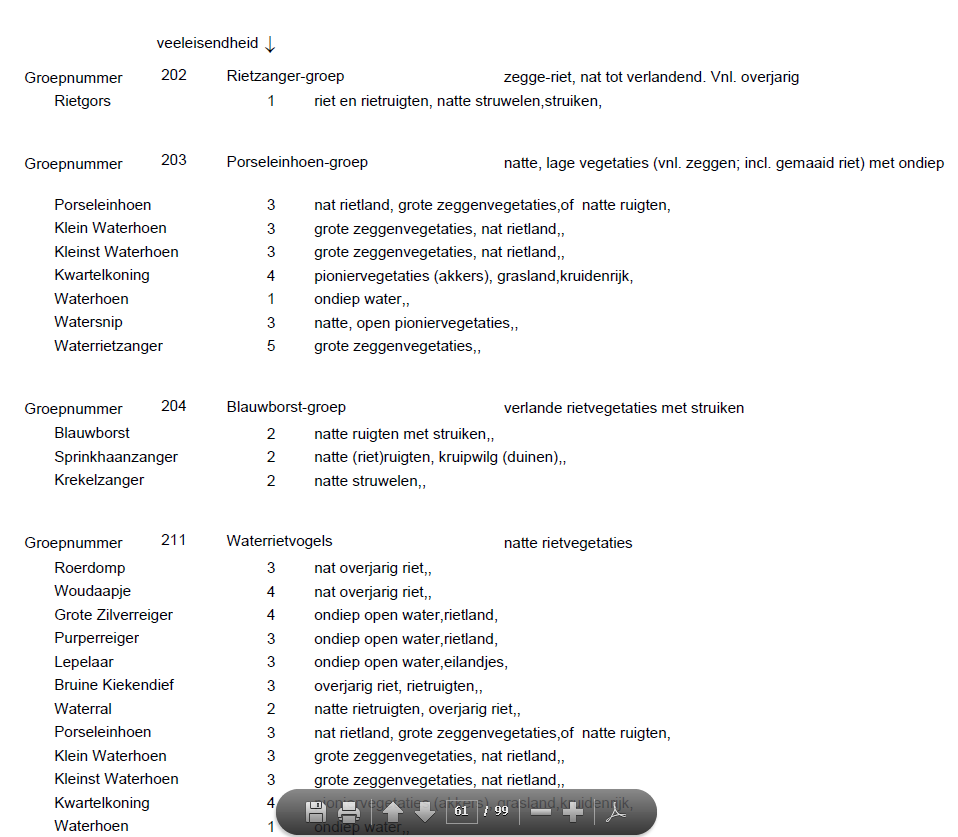 veeleisendheid ↓
Groepnummer 202 Rietzanger-groep zegge-riet, nat tot verlandend. Vnl. overjarig
Rietgors 1 riet en rietruigten, natte struwelen,struiken,
Groepnummer 203 Porseleinhoen-groep natte, lage vegetaties (vnl. zeggen; incl. gemaaid riet) met ondiep
Porseleinhoen 3 nat rietland, grote zeggenvegetaties,of natte ruigten,
Klein Waterhoen 3 grote zeggenvegetaties, nat rietland,,
Kleinst Waterhoen 3 grote zeggenvegetaties, nat rietland,,
Kwartelkoning 4 pioniervegetaties (akkers), grasland,kruidenrijk,
Waterhoen 1 ondiep water,,
Watersnip 3 natte, open pioniervegetaties,,
Waterrietzanger 5 grote zeggenvegetaties,,
Groepnummer 204 Blauwborst-groep verlande rietvegetaties met struiken
Blauwborst 2 natte ruigten met struiken,,
Sprinkhaanzanger 2 natte (riet)ruigten, kruipwilg (duinen),,
Krekelzanger 2 natte struwelen,,
Groepnummer 211 Waterrietvogels natte rietvegetaties
Roerdomp 3 nat overjarig riet,,
Woudaapje 4 nat overjarig riet,,
Grote Zilverreiger 4 ondiep open water,rietland,
Purperreiger 3 ondiep open water,rietland,
Lepelaar 3 ondiep open water,eilandjes,
Bruine Kiekendief 3 overjarig riet, rietruigten,,
Waterral 2 natte rietruigten, overjarig riet,,
Porseleinhoen 3 nat rietland, grote zeggenvegetaties,of natte ruigten,
Klein Waterhoen 3 grote zeggenvegetaties, nat rietland,,
Kleinst Waterhoen 3 grote zeggenvegetaties, nat rietland,,
Kwartelkoning 4 pioniervegetaties (akkers), grasland,kruidenrijk,
61 / 99
Waterhoen 1 ondiep water,,